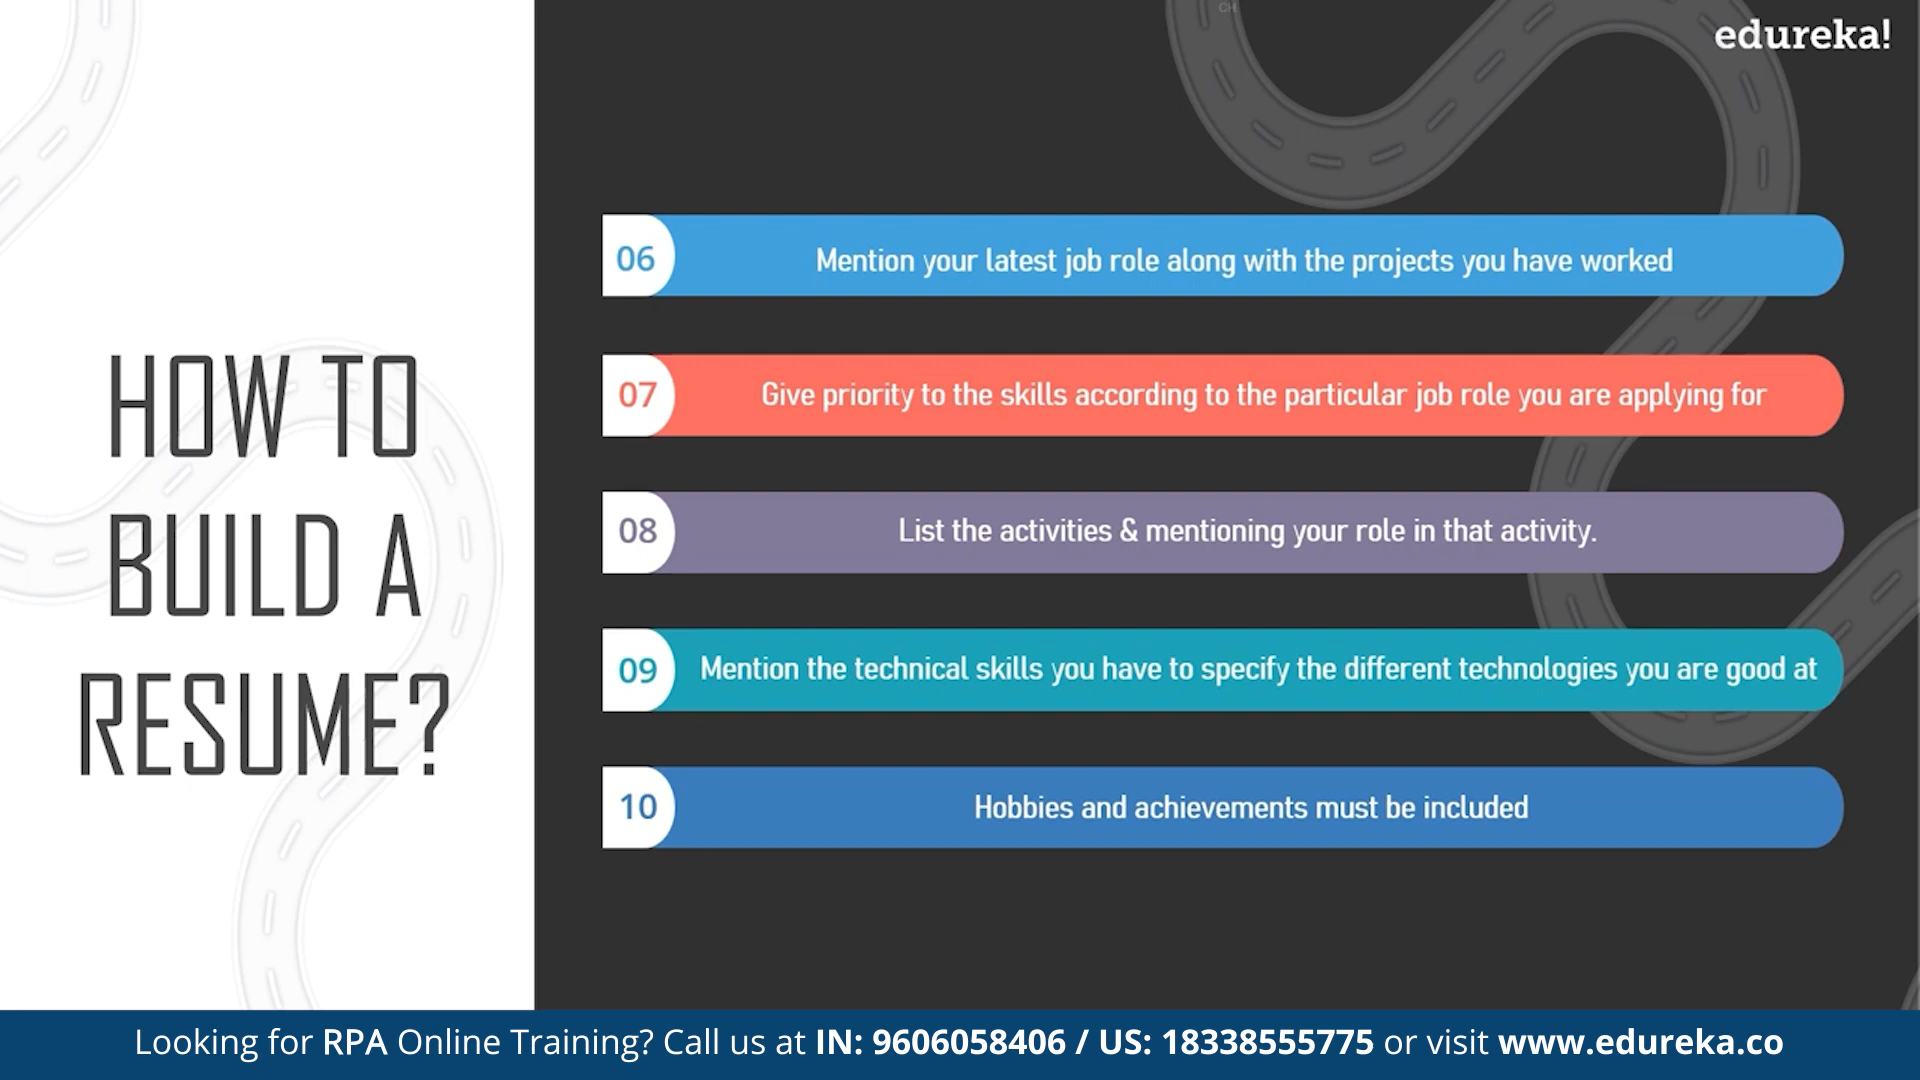 CH
edureka!
HOW TO
BUILD A
RESUME?
06 Mention your latest job role along with the projects you have worked
07 Give priority to the skills according to the particular job role you are applying for
08 List the activities & mentioning your role in that activity.
09 Mention the technical skills you have to specify the different technologies you are good at
10 Hobbies and achievements must be included
Looking for RPA Online Training? Call us at IN: 9606058406 / US: 18338555775 or visit www.edureka.co